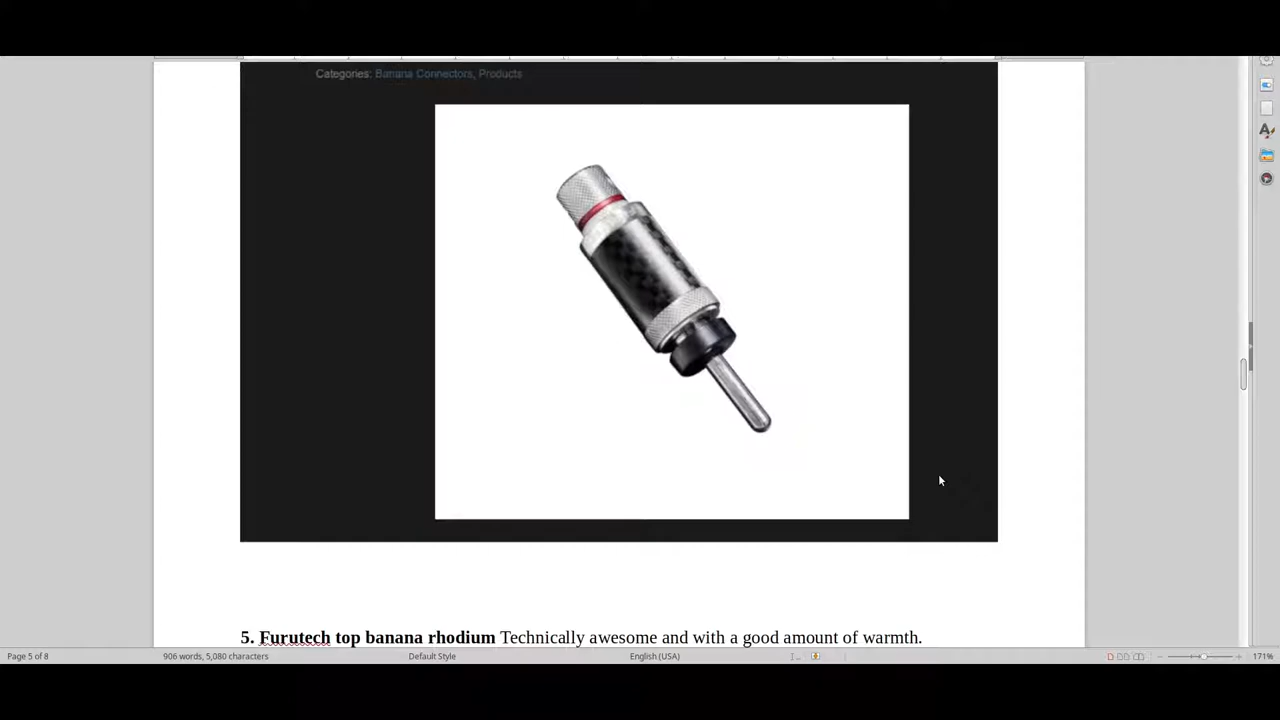 Categories: Banana Connectors, Products
5. Furutech top banana rhodium Technically awesome and with a good amount of warmth.
Page 5 of 8 906 words, 5,080 characters Default Style English (USA) 171%